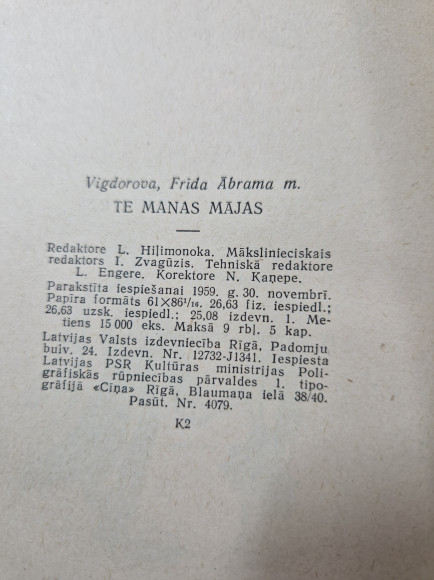 Vigdorova, Frīda Ābrama m.
TE MANAS MĀJAS
Redaktore L. Hiļimonoka. Mākslinieciskais
redaktors I. Zvagūzis. Tehniskā redaktore
L. Engere. Korektore N. Kaņepe.
Parakstīta iespiešanai 1959. g. 30. novembrī.
Papīra formāts 61×86¹/₁₆. 26,63 fiz. iespiedl.;
26,63 uzsk. iespiedl.; 25,08 izdevn. l. Me-
tiens 15 000 eks. Maksā 9 rbļ. 5 kap.
Latvijas Valsts izdevniecība Rīgā, Padomju
bulv. 24. Izdevn. Nr. 12732-J1341. Iespiesta
Latvijas PSR Kultūras ministrijas Poli-
grāfiskās rūpniecības pārvaldes 1. tipo-
grāfijā «Cīņa» Rīgā, Blaumaņa ielā 38/40.
Pasūt. Nr. 4079.
K2